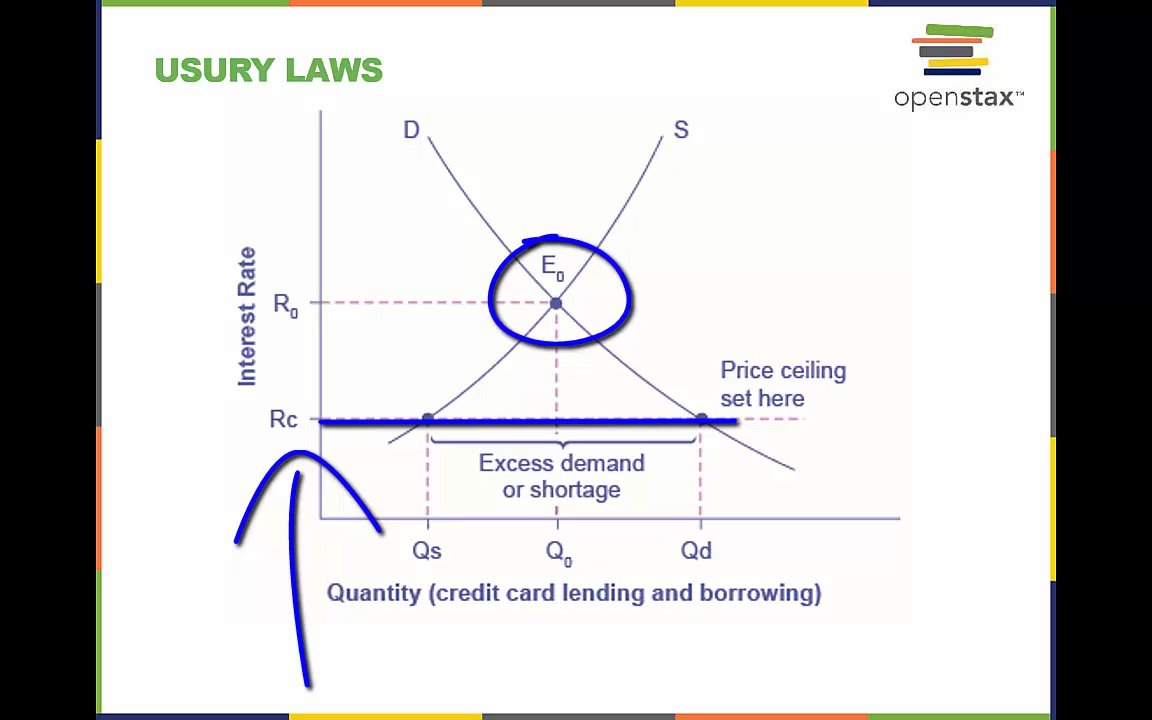 USURY LAWS
openstax™
D
S
E₀
Interest Rate
R₀
Price ceiling
set here
Rc
Excess demand
or shortage
Qs
Q₀
Qd
Quantity (credit card lending and borrowing)